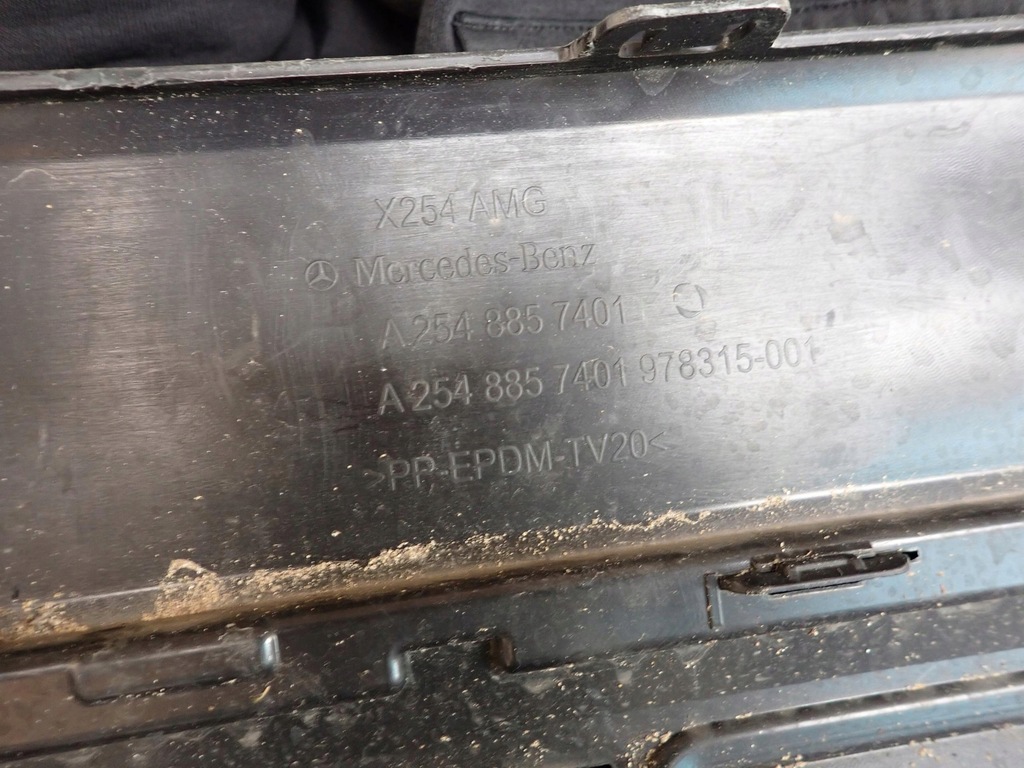 X254 AMG
Mercedes-Benz
A 254 885 7401
A 254 885 7401 978315-001
>PP-EPDM-TV20<